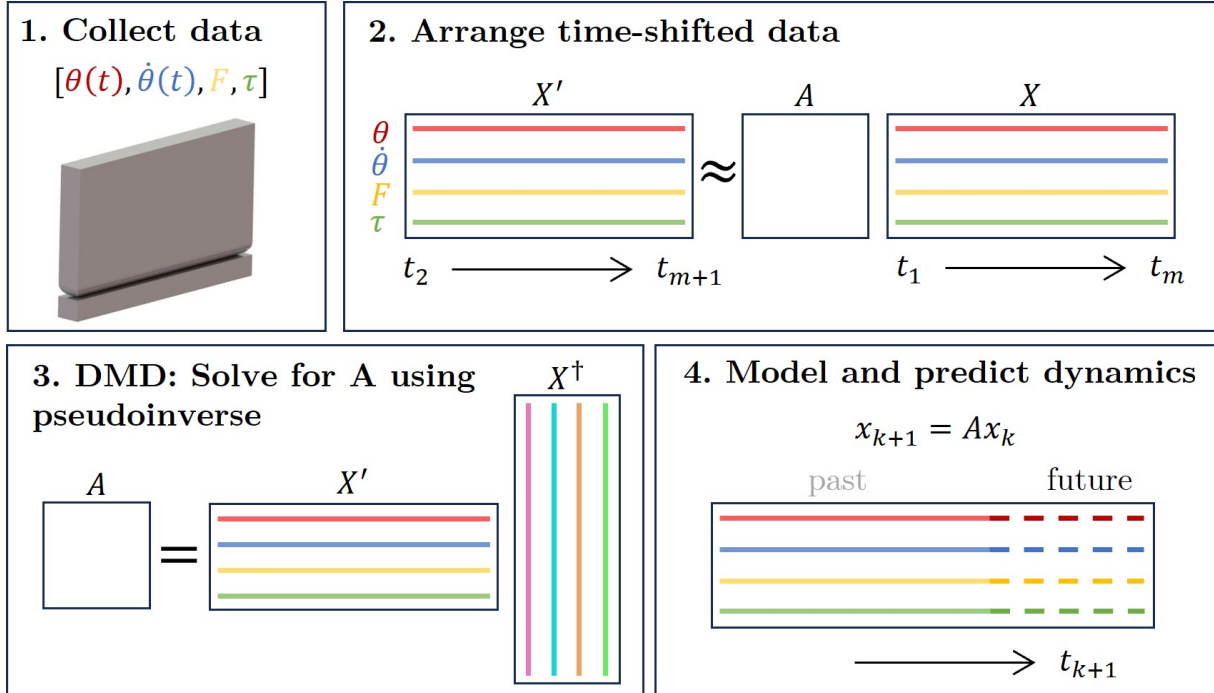 1. Collect data
[θ(t), θ̇(t), F, τ]
2. Arrange time-shifted data
X′ A X
θ
θ̇
F
τ
≈
t₂ tₘ₊₁ t₁ tₘ
3. DMD: Solve for A using
pseudoinverse
X†
A X′
=
4. Model and predict dynamics
xₖ₊₁ = Axₖ
past future
tₖ₊₁